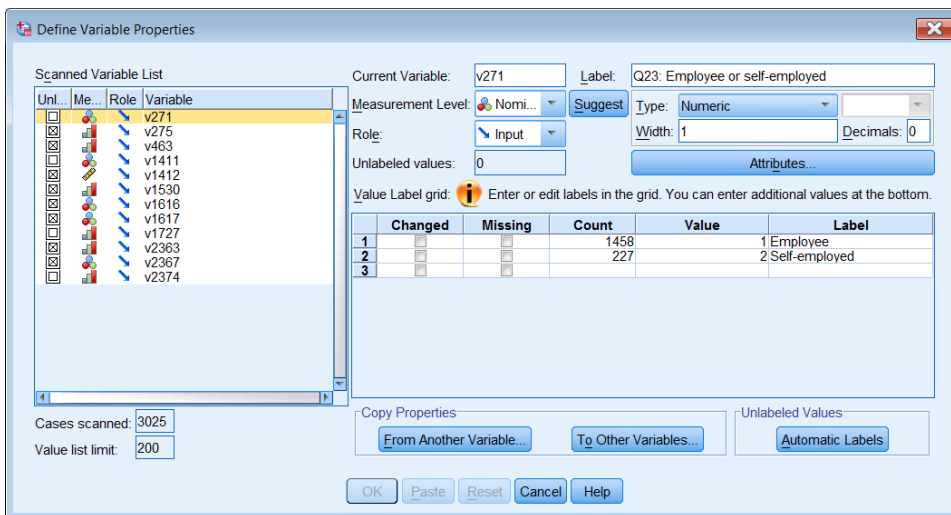 Define Variable Properties
Scanned Variable List
Unl... Me... Role Variable
v271
v275
v463
v1411
v1412
v1530
v1616
v1617
v1727
v2363
v2367
v2374
Cases scanned: 3025
Value list limit: 200
Current Variable: v271 Label: Q23: Employee or self-employed
Measurement Level: Nomi... Suggest Type: Numeric
Role: Input Width: 1 Decimals: 0
Unlabeled values: 0 Attributes...
Value Label grid: Enter or edit labels in the grid. You can enter additional values at the bottom.
Changed Missing Count Value Label
1 1458 1 Employee
2 227 2 Self-employed
3
Copy Properties
From Another Variable... To Other Variables...
Unlabeled Values
Automatic Labels
OK Paste Reset Cancel Help